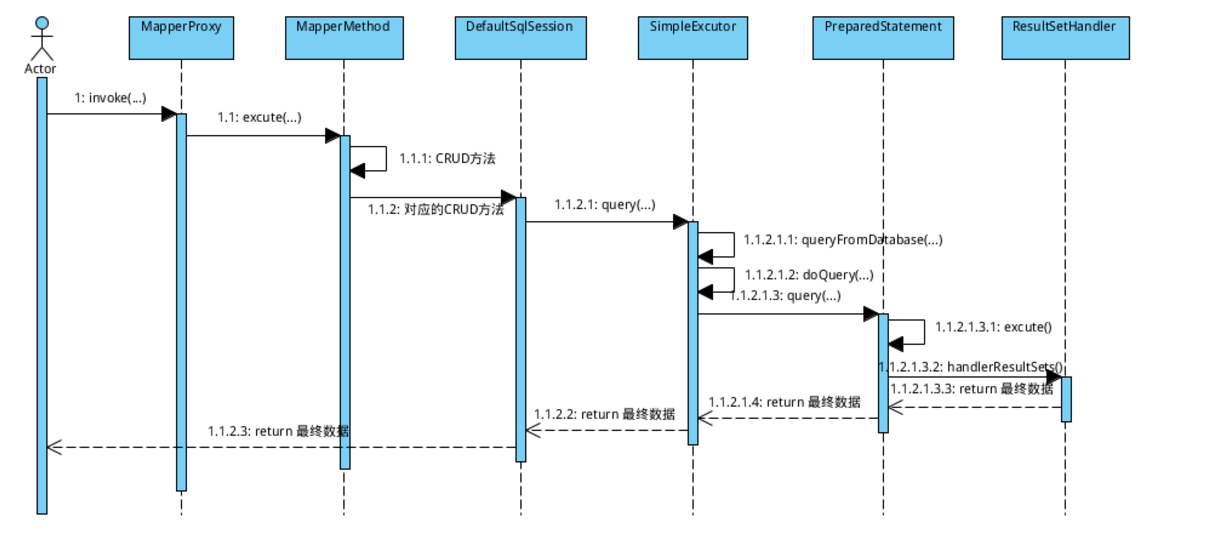 MapperProxy
MapperMethod
DefaultSqlSession
SimpleExcutor
PreparedStatement
ResultSetHandler
Actor
1: invoke(...)
1.1: excute(...)
1.1.1: CRUD方法
1.1.2: 对应的CRUD方法
1.1.2.1: query(...)
1.1.2.1.1: queryFromDatabase(...)
1.1.2.1.2: doQuery(...)
1.1.2.1.3: query(...)
1.1.2.1.3.1: excute()
1.1.2.1.3.2: handlerResultSets()
1.1.2.1.3.3: return 最终数据
1.1.2.1.4: return 最终数据
1.1.2.2: return 最终数据
1.1.2.3: return 最终数据